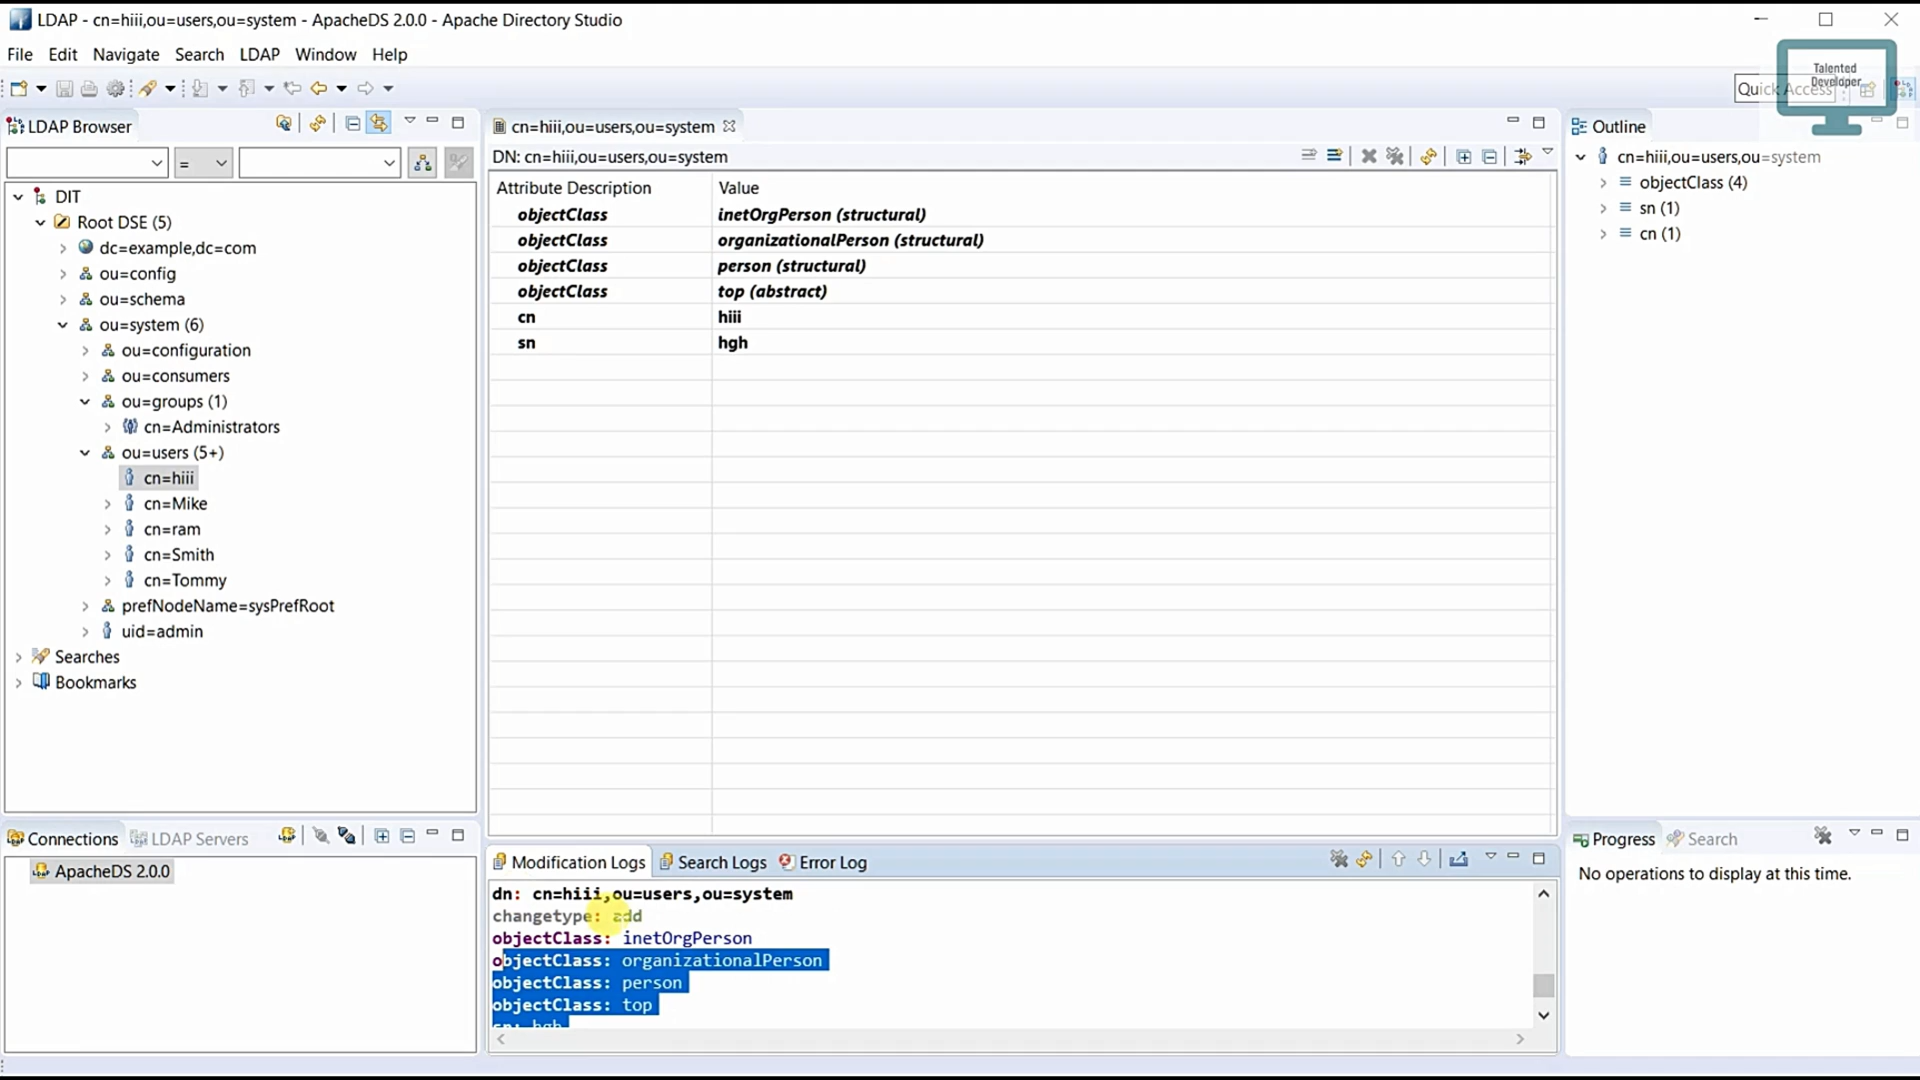 LDAP - cn=hiii,ou=users,ou=system - ApacheDS 2.0.0 - Apache Directory Studio
File Edit Navigate Search LDAP Window Help
Talented
Developer
Quick Access
LDAP Browser
=
DIT
Root DSE (5)
dc=example,dc=com
ou=config
ou=schema
ou=system (6)
ou=configuration
ou=consumers
ou=groups (1)
cn=Administrators
ou=users (5+)
cn=hiii
cn=Mike
cn=ram
cn=Smith
cn=Tommy
prefNodeName=sysPrefRoot
uid=admin
Searches
Bookmarks
cn=hiii,ou=users,ou=system
DN: cn=hiii,ou=users,ou=system
Attribute Description Value
objectClass inetOrgPerson (structural)
objectClass organizationalPerson (structural)
objectClass person (structural)
objectClass top (abstract)
cn hiii
sn hgh
Outline
cn=hiii,ou=users,ou=system
objectClass (4)
sn (1)
cn (1)
Connections LDAP Servers
ApacheDS 2.0.0
Modification Logs Search Logs Error Log
dn: cn=hiii,ou=users,ou=system
changetype: add
objectClass: inetOrgPerson
objectClass: organizationalPerson
objectClass: person
objectClass: top
sn: hgh
Progress Search
No operations to display at this time.